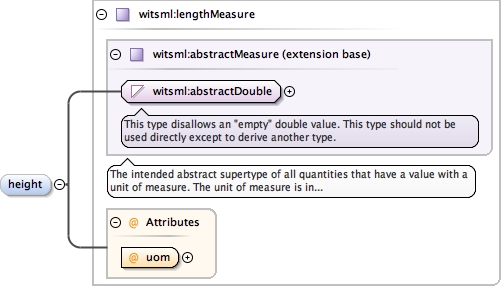 witsml:lengthMeasure
witsml:abstractMeasure (extension base)
witsml:abstractDouble
This type disallows an "empty" double value. This type should not be
used directly except to derive another type.
The intended abstract supertype of all quantities that have a value with a
unit of measure. The unit of measure is in...
height
@ Attributes
@ uom